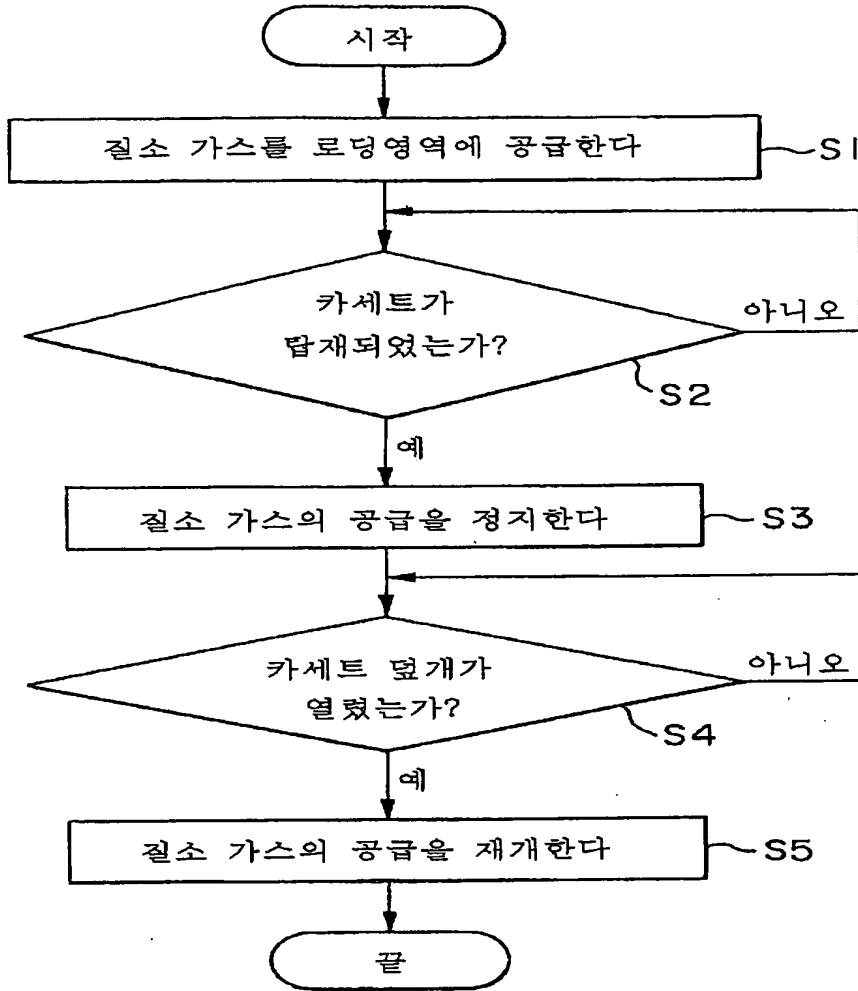 시작
질소 가스를 로딩영역에 공급한다
S1
카세트가
탑재되었는가?
아니오
S2
예
질소 가스의 공급을 정지한다
S3
카세트 덮개가
열렸는가?
아니오
S4
예
질소 가스의 공급을 재개한다
S5
끝